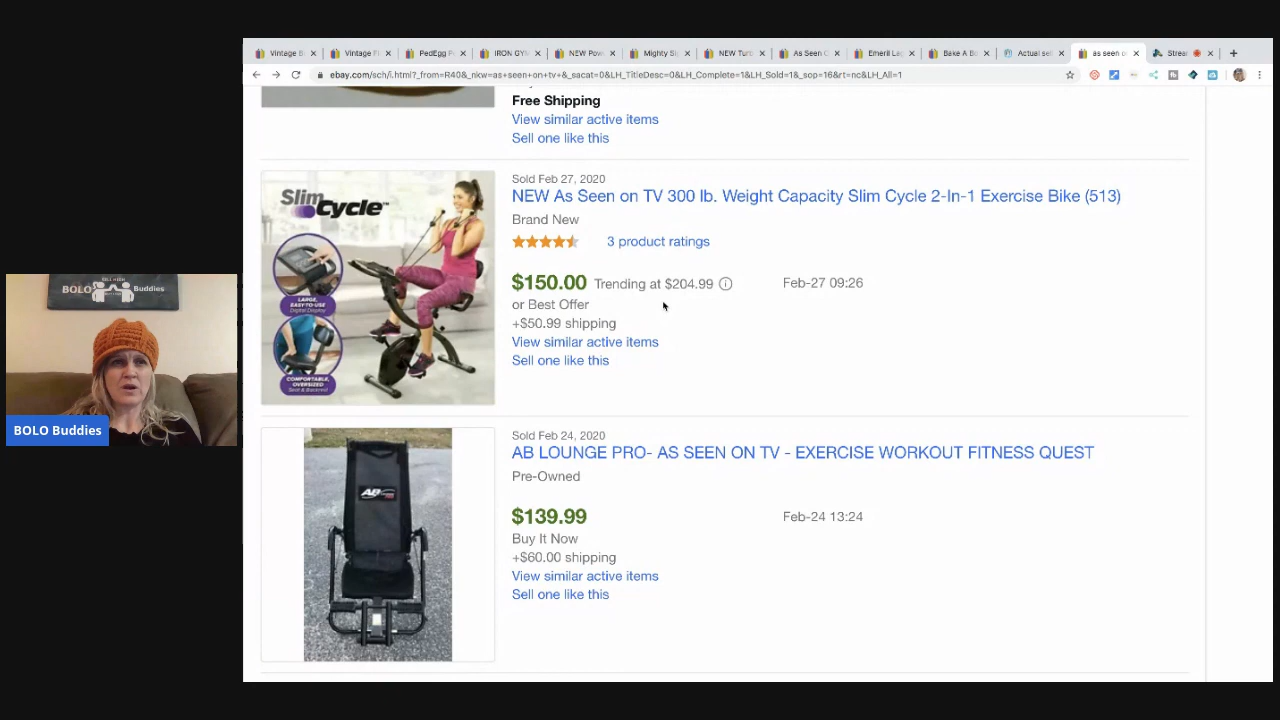 Vintage B
Vintage F
PedEgg P
IRON GY
NEW Pow
Mighty Si
NEW Turb
As Seen O
Emeril Lag
Bake A Bo
Actual sel
as seen o
Strea
ebay.com/sch/i.html?_from=R40&_nkw=as+seen+on+tv+&_sacat=0&LH_TitleDesc=0&LH_Complete=1&LH_Sold=1&_sop=16&rt=nc&LH_All=1
Free Shipping
View similar active items
Sell one like this
Slim Cycle™
LARGE,
EASY-TO-USE
Digital Display
COMFORTABLE,
OVERSIZED
Seat & Backrest
Sold Feb 27, 2020
NEW As Seen on TV 300 lb. Weight Capacity Slim Cycle 2-In-1 Exercise Bike (513)
Brand New
3 product ratings
$150.00 Trending at $204.99 Feb-27 09:26
or Best Offer
+$50.99 shipping
View similar active items
Sell one like this
BOLO Buddies
BOLO Buddies
AB
Sold Feb 24, 2020
AB LOUNGE PRO- AS SEEN ON TV - EXERCISE WORKOUT FITNESS QUEST
Pre-Owned
$139.99 Feb-24 13:24
Buy It Now
+$60.00 shipping
View similar active items
Sell one like this